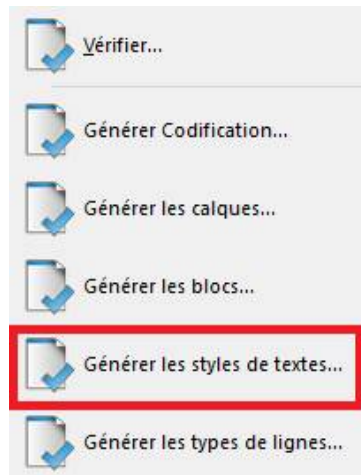 Vérifier...
Générer Codification...
Générer les calques...
Générer les blocs...
Générer les styles de textes...
Générer les types de lignes...